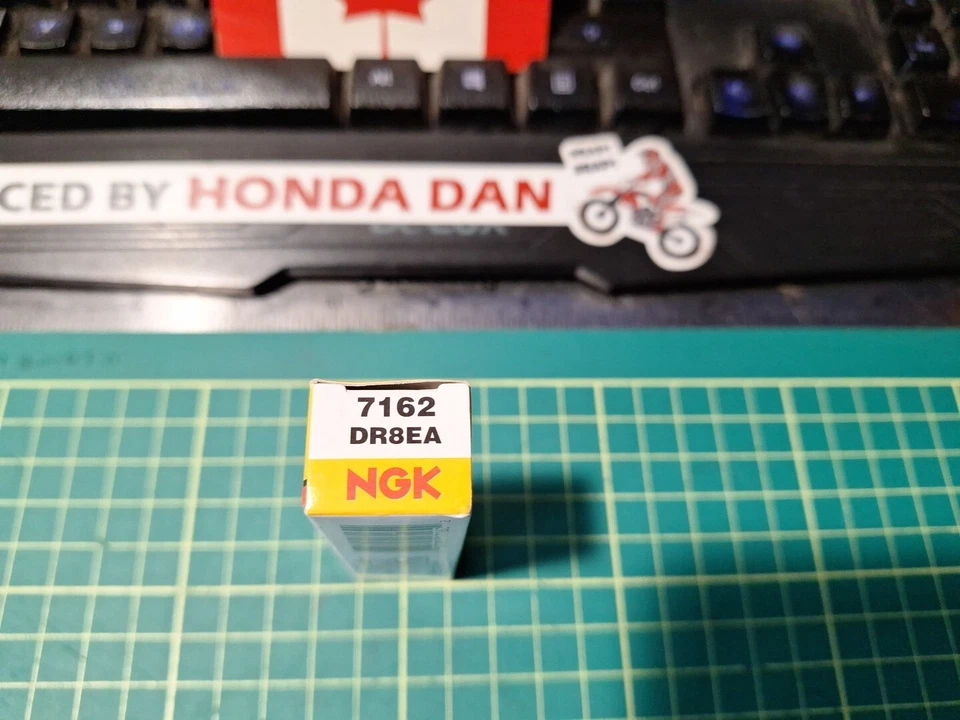 CED BY HONDA DAN
7162
DR8EA
NGK